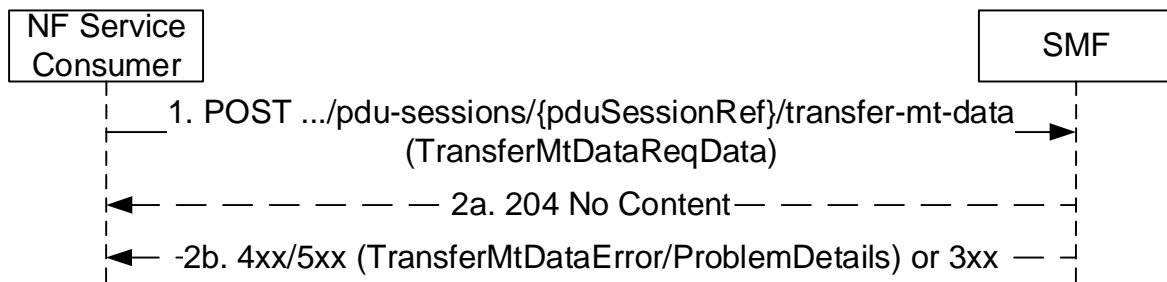 NF Service
Consumer
SMF
1. POST .../pdu-sessions/{pduSessionRef}/transfer-mt-data
(TransferMtDataReqData)
2a. 204 No Content
2b. 4xx/5xx (TransferMtDataError/ProblemDetails) or 3xx